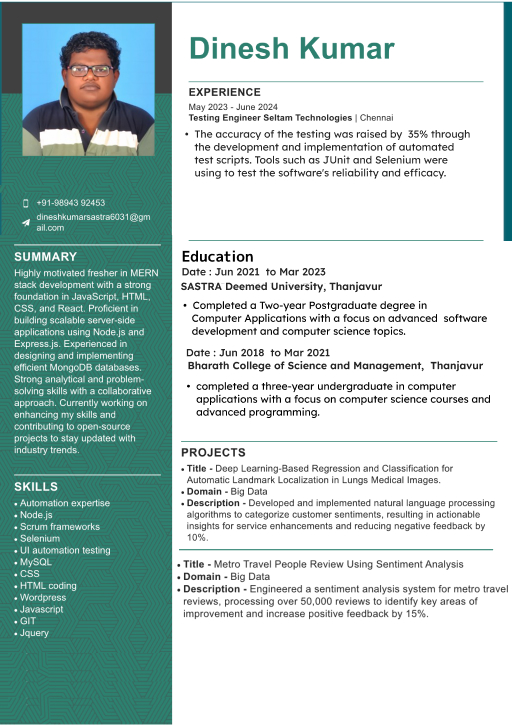 Dinesh Kumar
EXPERIENCE
May 2023 - June 2024
Testing Engineer Seltam Technologies | Chennai
• The accuracy of the testing was raised by 35% through
the development and implementation of automated
test scripts. Tools such as JUnit and Selenium were
using to test the software's reliability and efficacy.
+91-98943 92453
dineshkumarsastra6031@gm
ail.com
SUMMARY
Highly motivated fresher in MERN
stack development with a strong
foundation in JavaScript, HTML,
CSS, and React. Proficient in
building scalable server-side
applications using Node.js and
Express.js. Experienced in
designing and implementing
efficient MongoDB databases.
Strong analytical and problem-
solving skills with a collaborative
approach. Currently working on
enhancing my skills and
contributing to open-source
projects to stay updated with
industry trends.
SKILLS
• Automation expertise
• Node.js
• Scrum frameworks
• Selenium
• UI automation testing
• MySQL
• CSS
• HTML coding
• Wordpress
• Javascript
• GIT
• Jquery
Education
Date : Jun 2021 to Mar 2023
SASTRA Deemed University, Thanjavur
• Completed a Two-year Postgraduate degree in
Computer Applications with a focus on advanced software
development and computer science topics.
Date : Jun 2018 to Mar 2021
Bharath College of Science and Management, Thanjavur
• completed a three-year undergraduate in computer
applications with a focus on computer science courses and
advanced programming.
PROJECTS
• Title - Deep Learning-Based Regression and Classification for
Automatic Landmark Localization in Lungs Medical Images.
• Domain - Big Data
• Description - Developed and implemented natural language processing
algorithms to categorize customer sentiments, resulting in actionable
insights for service enhancements and reducing negative feedback by
10%.
• Title - Metro Travel People Review Using Sentiment Analysis
• Domain - Big Data
• Description - Engineered a sentiment analysis system for metro travel
reviews, processing over 50,000 reviews to identify key areas of
improvement and increase positive feedback by 15%.